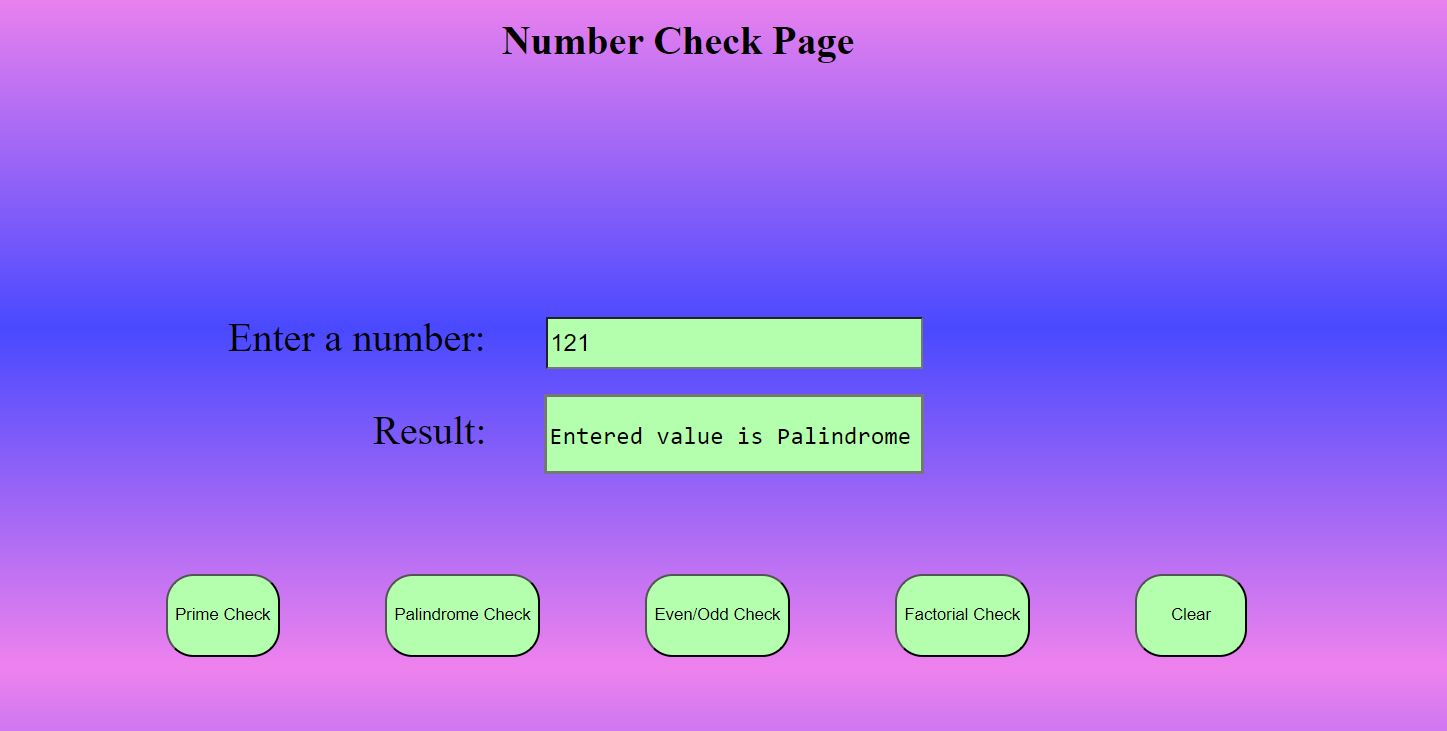 Number Check Page
Enter a number: 121
Result: Entered value is Palindrome
Prime Check Palindrome Check Even/Odd Check Factorial Check Clear